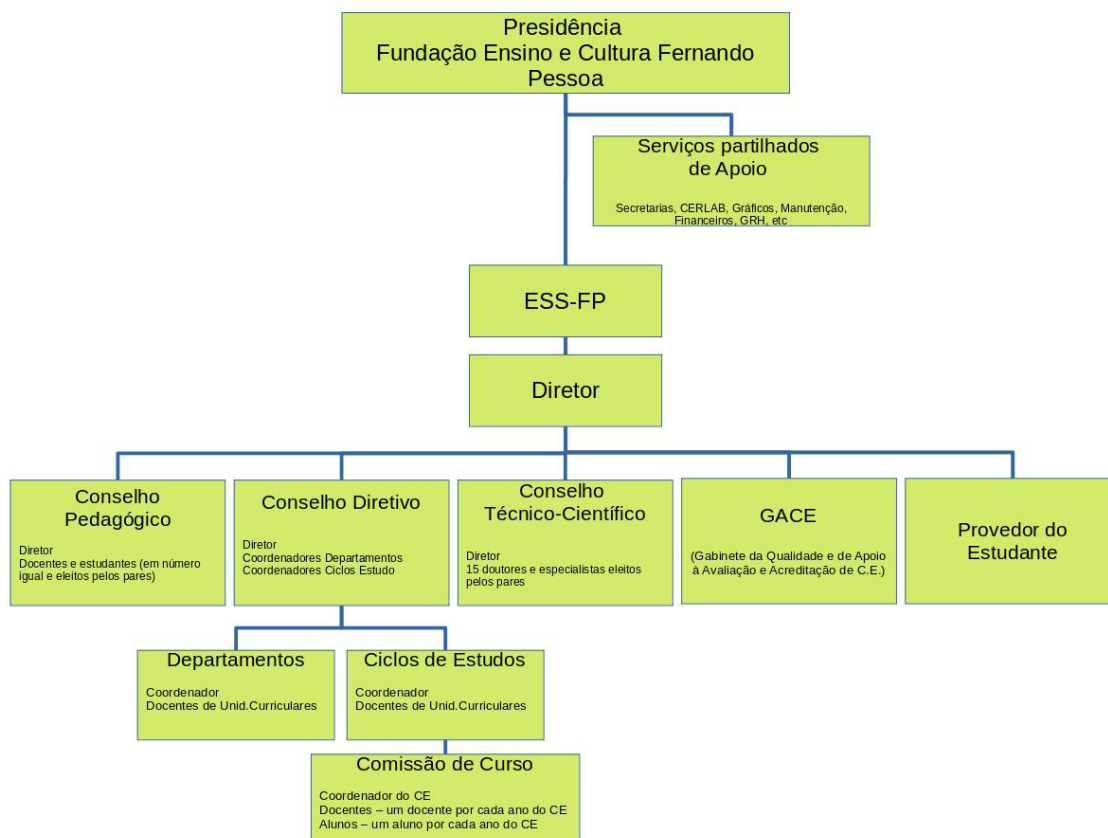 Presidência
Fundação Ensino e Cultura Fernando
Pessoa
Serviços partilhados
de Apoio
Secretarias, CERLAB, Gráficos, Manutenção,
Financeiros, GRH, etc
ESS-FP
Diretor
Conselho
Pedagógico
Diretor
Docentes e estudantes (em número
igual e eleitos pelos pares)
Conselho Diretivo
Diretor
Coordenadores Departamentos
Coordenadores Ciclos Estudo
Conselho
Técnico-Científico
Diretor
15 doutores e especialistas eleitos
pelos pares
GACE
(Gabinete da Qualidade e de Apoio
à Avaliação e Acreditação de C.E.)
Provedor do
Estudante
Departamentos
Coordenador
Docentes de Unid.Curriculares
Ciclos de Estudos
Coordenador
Docentes de Unid.Curriculares
Comissão de Curso
Coordenador do CE
Docentes – um docente por cada ano do CE
Alunos – um aluno por cada ano do CE